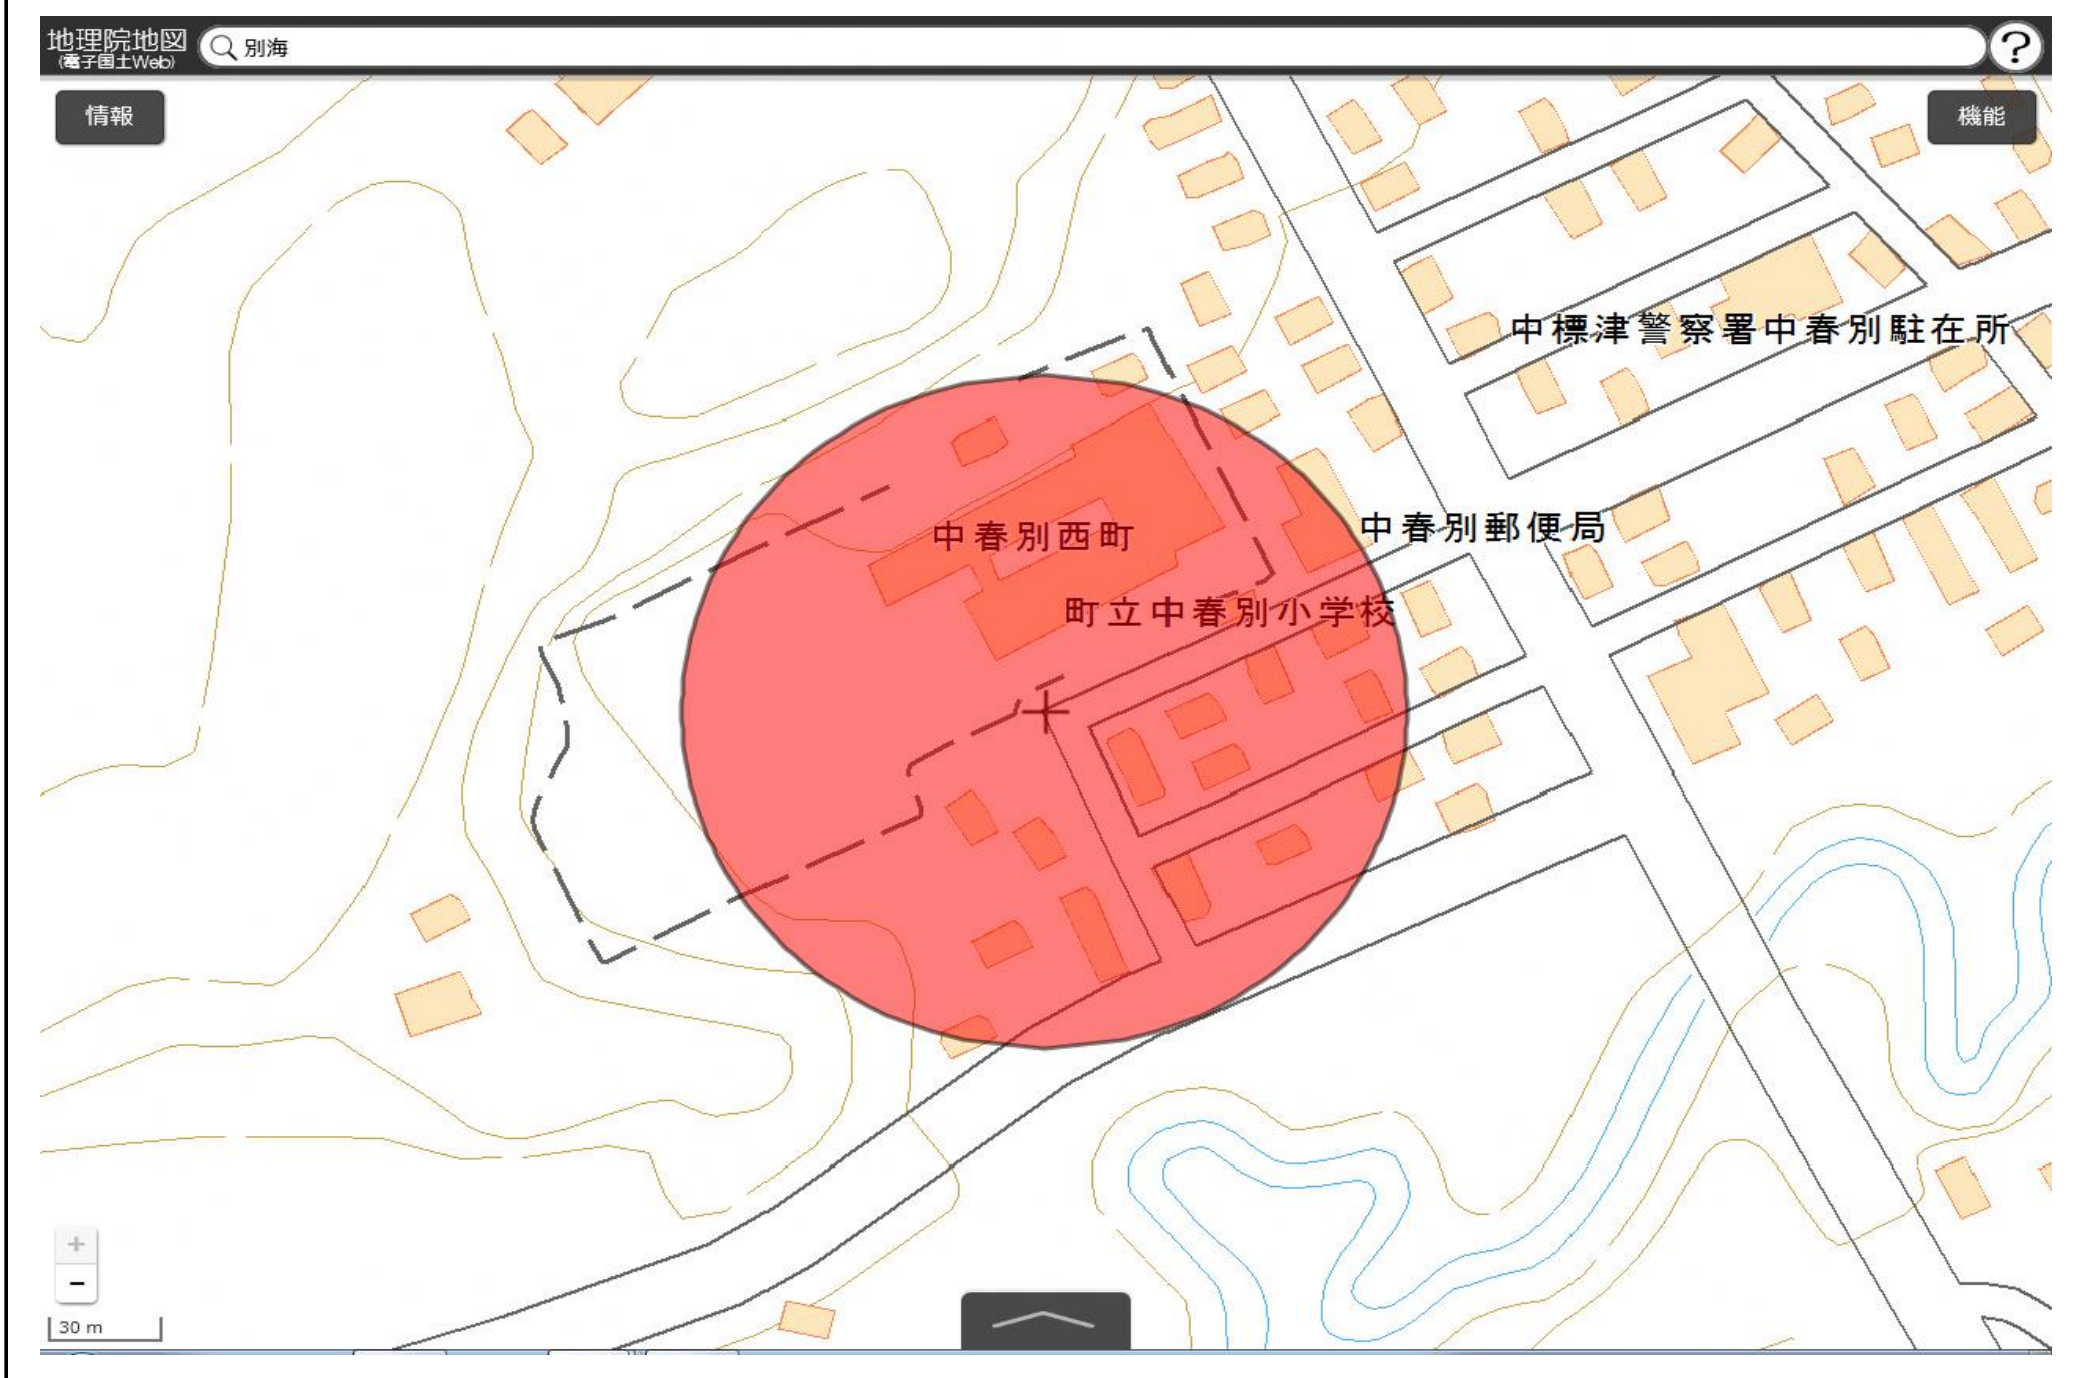 地理院地図
(電子国土Web)
別海
?
情報
機能
中標津警察署中春別駐在所
中春別郵便局
中春別西町
町立中春別小学校
+
−
30 m